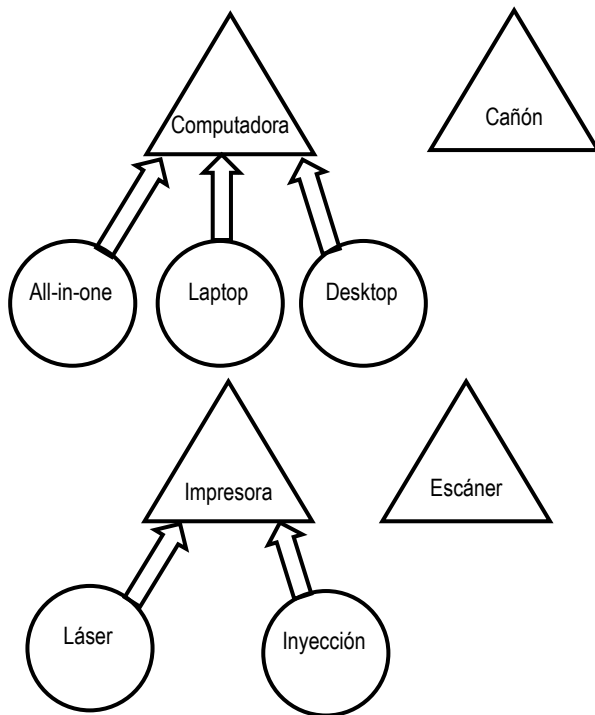 Computadora
Cañón
All-in-one
Laptop
Desktop
Impresora
Escáner
Láser
Inyección